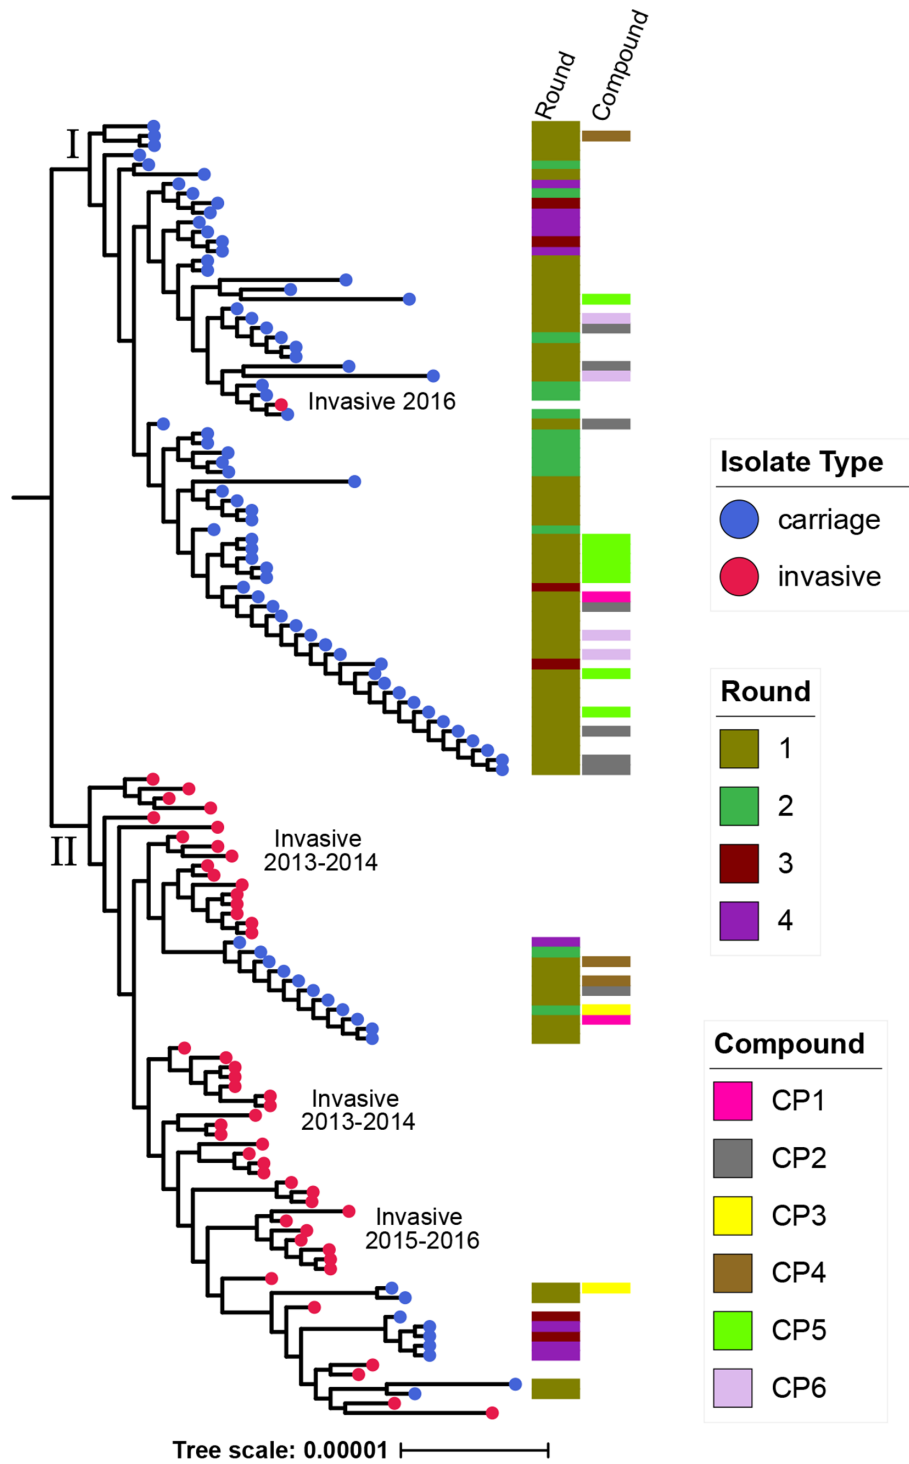 Round
Compound
I
Invasive 2016
Isolate Type
carriage
invasive
Round
1
2
3
4
II
Invasive
2013-2014
Compound
CP1
CP2
CP3
CP4
CP5
CP6
Invasive
2013-2014
Invasive
2015-2016
Tree scale: 0.00001